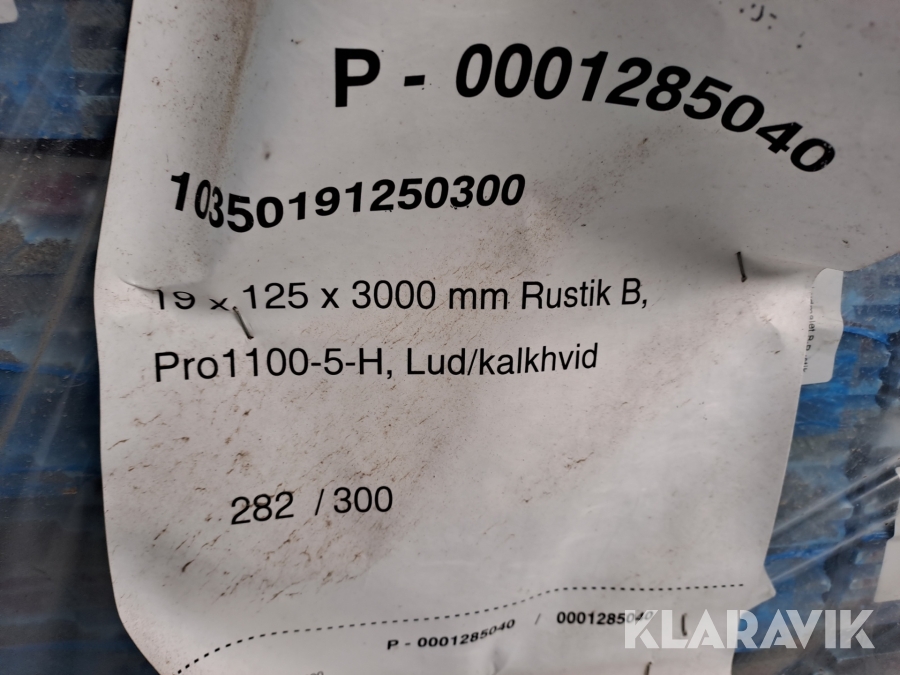 P - 0001285040
10350191250300
19 x 125 x 3000 mm Rustik B,
Pro1100-5-H, Lud/kalkhvid
282 / 300
P - 0001285040 / 0001285040
KLARAVIK